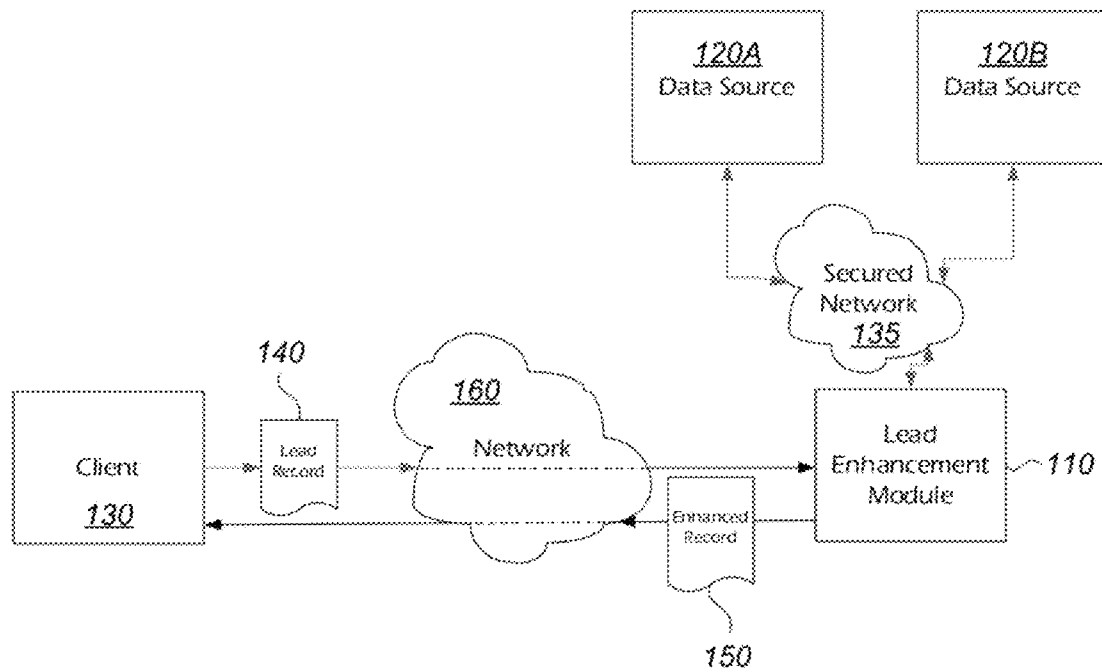 120A
Data Source
120B
Data Source
Secured
Network
135
140
160
Network
Lead
Record
Client
130
Lead
Enhancement
Module
110
Enhanced
Record
150